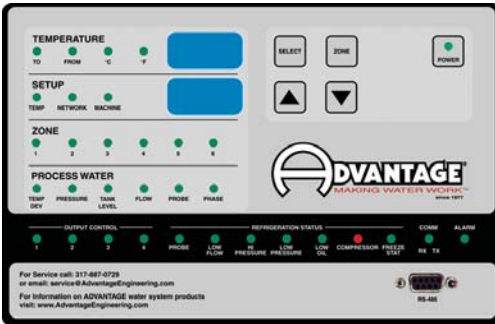 TEMPERATURE
TO FROM °C °F
SETUP
TEMP NETWORK MACHINE
ZONE
1 2 3 4 5 6
PROCESS WATER
TEMP DEV PRESSURE TANK LEVEL FLOW PROBE PHASE
SELECT ZONE
POWER
ADVANTAGE®
MAKING WATER WORK™
since 1977
OUTPUT CONTROL REFRIGERATION STATUS COMM ALARM
1 2 3 4 PROBE LOW FLOW HI PRESSURE LOW PRESSURE LOW OIL COMPRESSOR FREEZE STAT RX TX
For Service call: 317-887-0729
or email: service@AdvantageEngineering.com
For Information on ADVANTAGE water system products
visit: www.AdvantageEngineering.com
RS-485